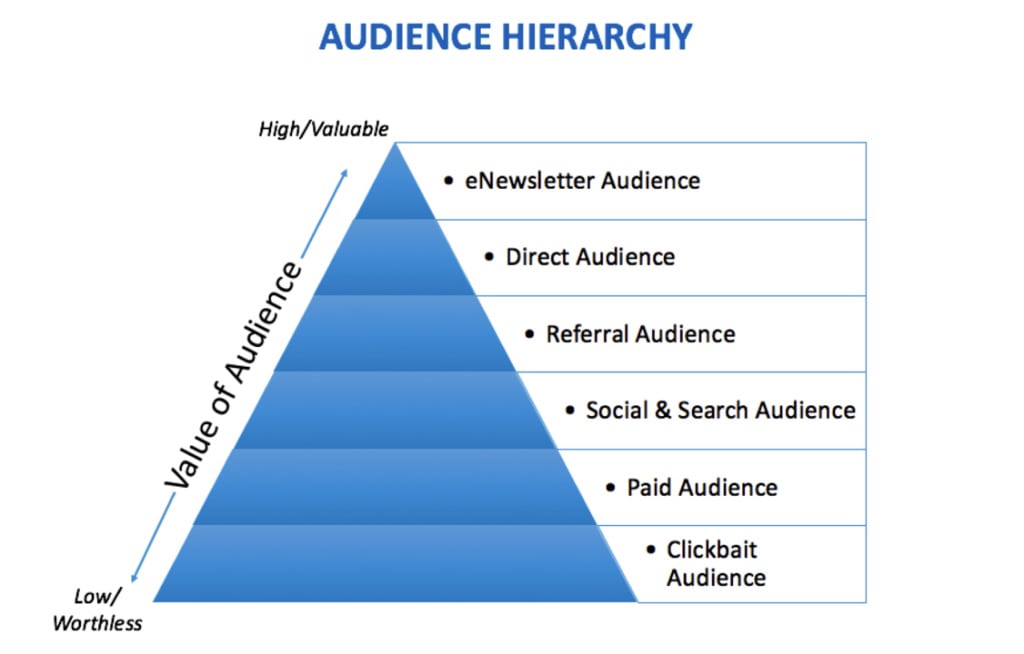 AUDIENCE HIERARCHY
High/Valuable
• eNewsletter Audience
• Direct Audience
• Referral Audience
Value of Audience
• Social & Search Audience
• Paid Audience
• Clickbait
Audience
Low/
Worthless